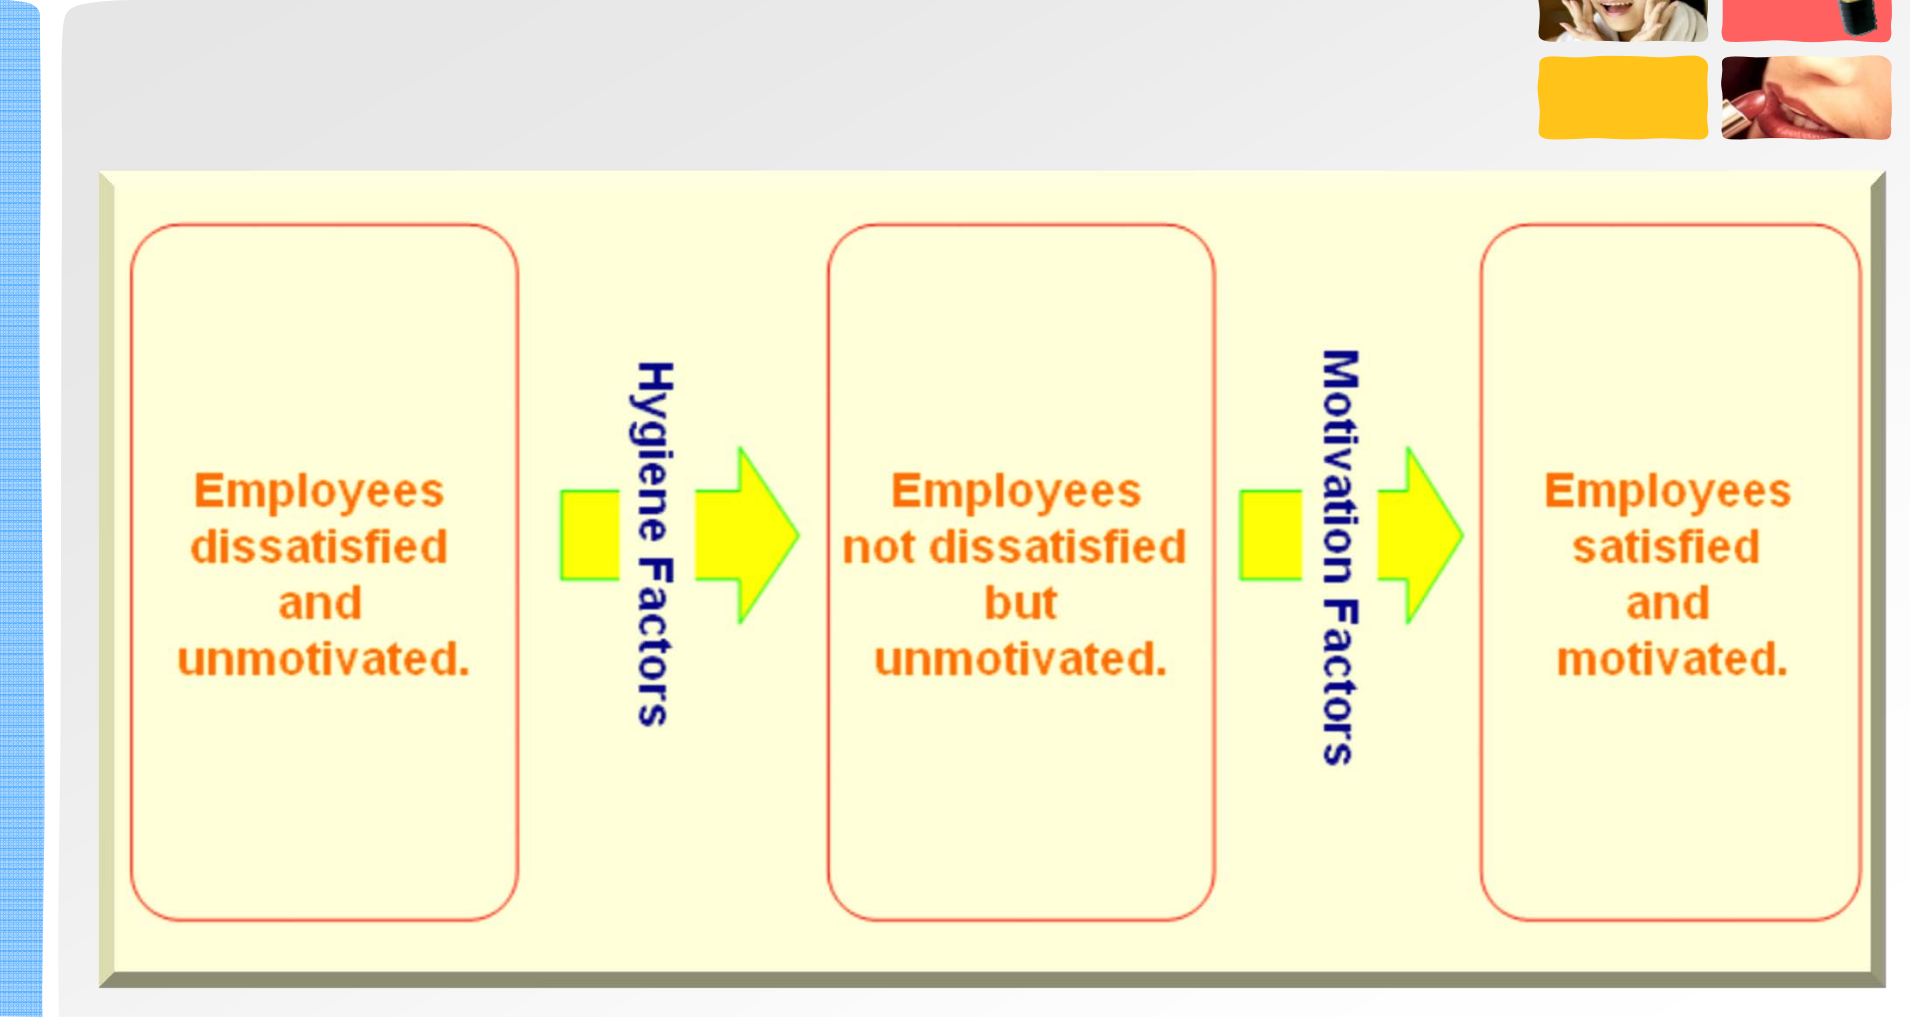 Employees
dissatisfied
and
unmotivated.
Hygiene Factors
Employees
not dissatisfied
but
unmotivated.
Motivation Factors
Employees
satisfied
and
motivated.